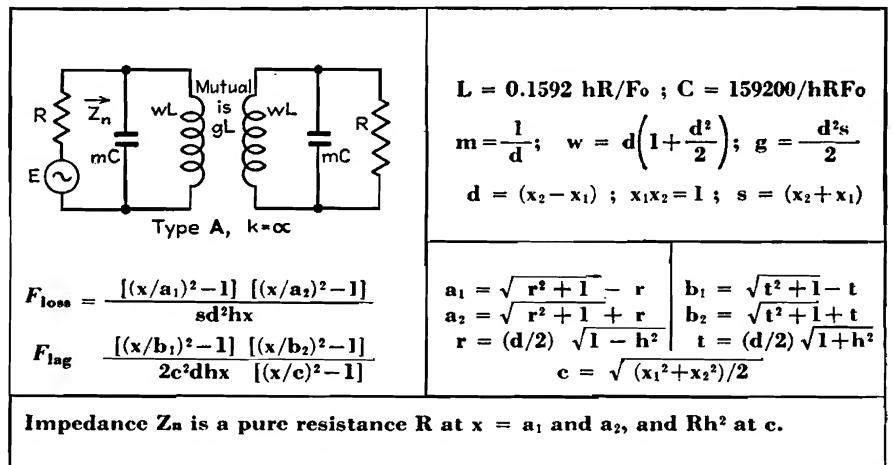 R
Zn
mC
wL
Mutual
is
gL
wL
mC
R
E
Type A, k=∝
L = 0.1592 hR/Fo ; C = 159200/hRFo
m = 1/d ; w = d(1 + d²/2) ; g = d²s/2
d = (x₂ − x₁) ; x₁x₂ = 1 ; s = (x₂ + x₁)
F_loss = [(x/a₁)² − 1] [(x/a₂)² − 1] / sd²hx
F_lag [(x/b₁)² − 1] [(x/b₂)² − 1] / 2c²dhx [(x/c)² − 1]
a₁ = √(r² + 1) − r
a₂ = √(r² + 1) + r
r = (d/2) √(1 − h²)
b₁ = √(t² + 1) − t
b₂ = √(t² + 1) + t
t = (d/2) √(1 + h²)
c = √((x₁² + x₂²)/2)
Impedance Zn is a pure resistance R at x = a₁ and a₂, and Rh² at c.